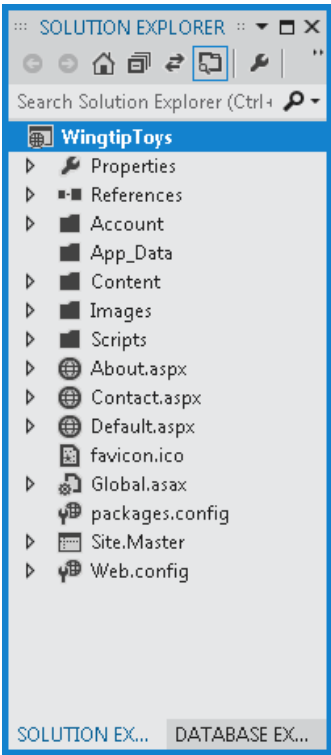 SOLUTION EXPLORER
Search Solution Explorer (Ctrl+
WingtipToys
Properties
References
Account
App_Data
Content
Images
Scripts
About.aspx
Contact.aspx
Default.aspx
favicon.ico
Global.asax
packages.config
Site.Master
Web.config
SOLUTION EX... DATABASE EX...